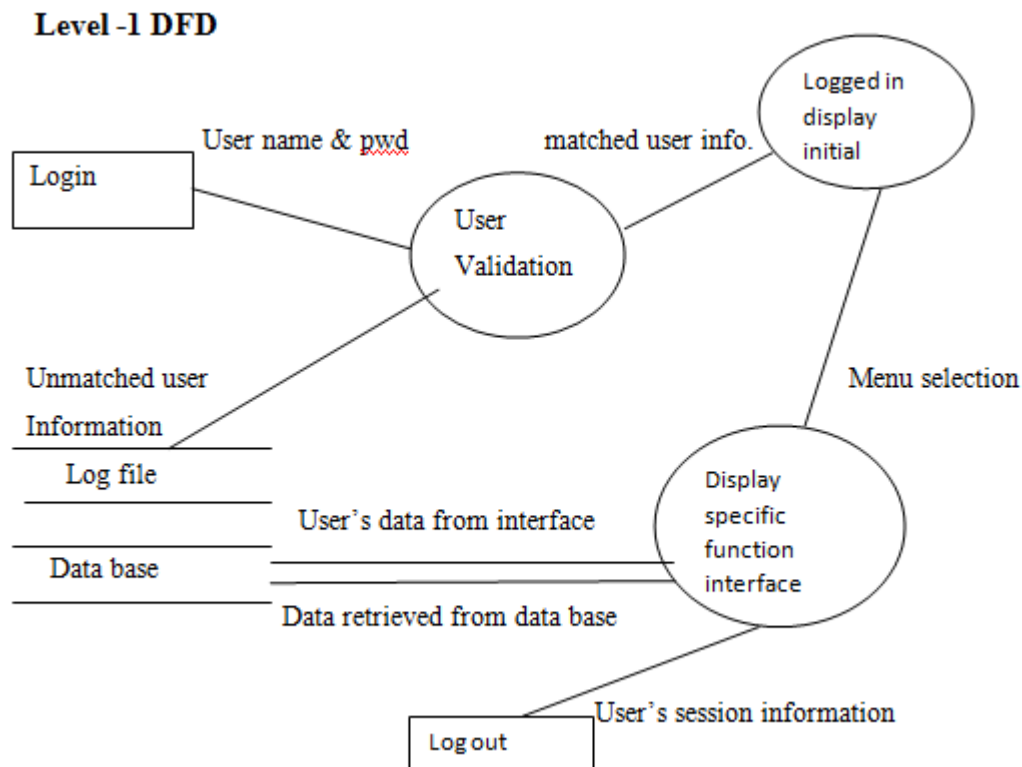 Level -1 DFD
Logged in
display
initial
User name & pwd
matched user info.
Login
User
Validation
Unmatched user
Information
Menu selection
Log file
Display
specific
function
interface
User’s data from interface
Data base
Data retrieved from data base
User’s session information
Log out